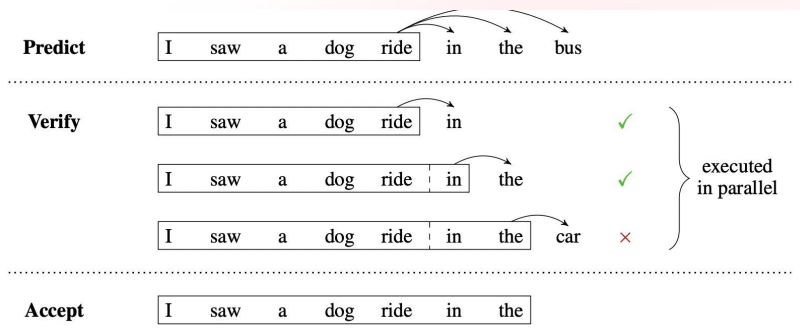 Predict I saw a dog ride in the bus
Verify I saw a dog ride in ✓
I saw a dog ride in the ✓
executed
in parallel
I saw a dog ride in the car ×
Accept I saw a dog ride in the